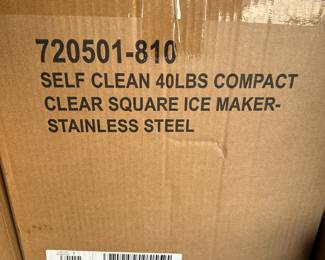 720501-810
SELF CLEAN 40LBS COMPACT
CLEAR SQUARE ICE MAKER-
STAINLESS STEEL